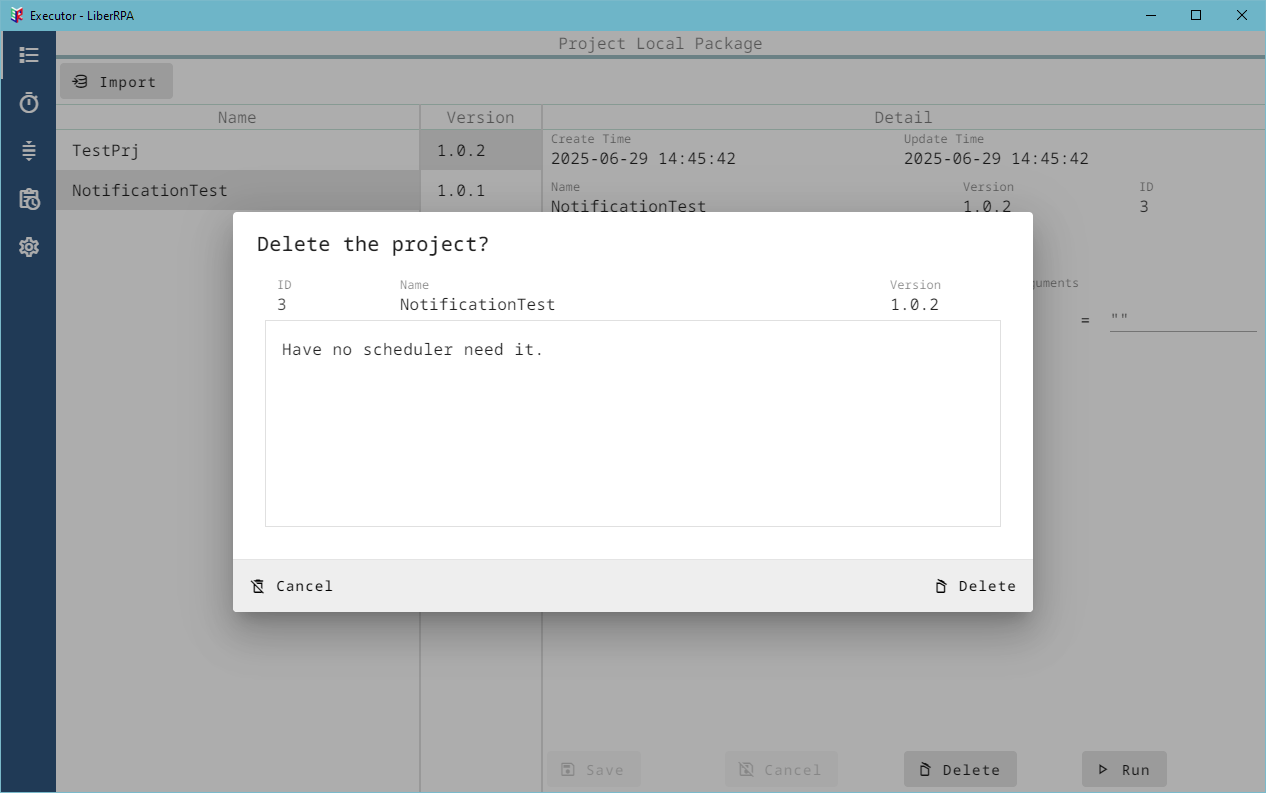 Executor - LiberRPA
Project Local Package
Import
Name Version Detail
Create Time Update Time
TestPrj 1.0.2 2025-06-29 14:45:42 2025-06-29 14:45:42
Name Version ID
NotificationTest 1.0.1 NotificationTest 1.0.2 3
Delete the project?
ID Name Version
guments
3 NotificationTest 1.0.2
= ""
Have no scheduler need it.
Cancel Delete
Save Cancel Delete Run